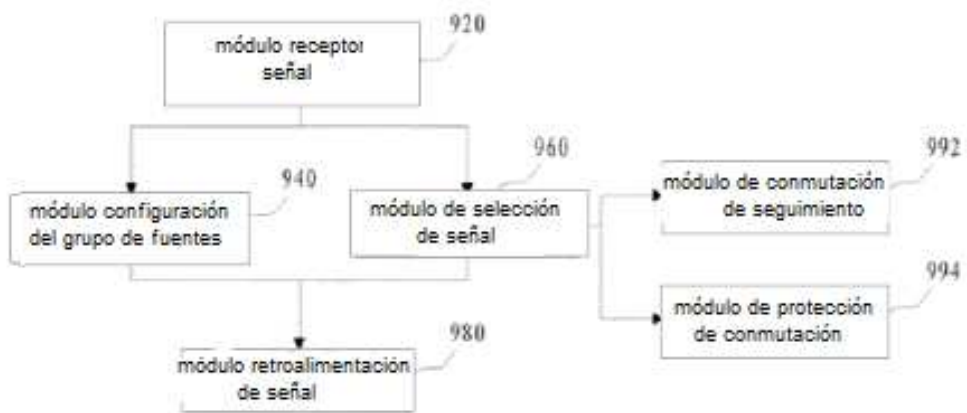 920
módulo receptor
señal
960
992
940
módulo de conmutación
de seguimiento
módulo configuración
del grupo de fuentes
módulo de selección
de señal
994
módulo de protección
de conmutación
980
módulo retroalimentación
de señal